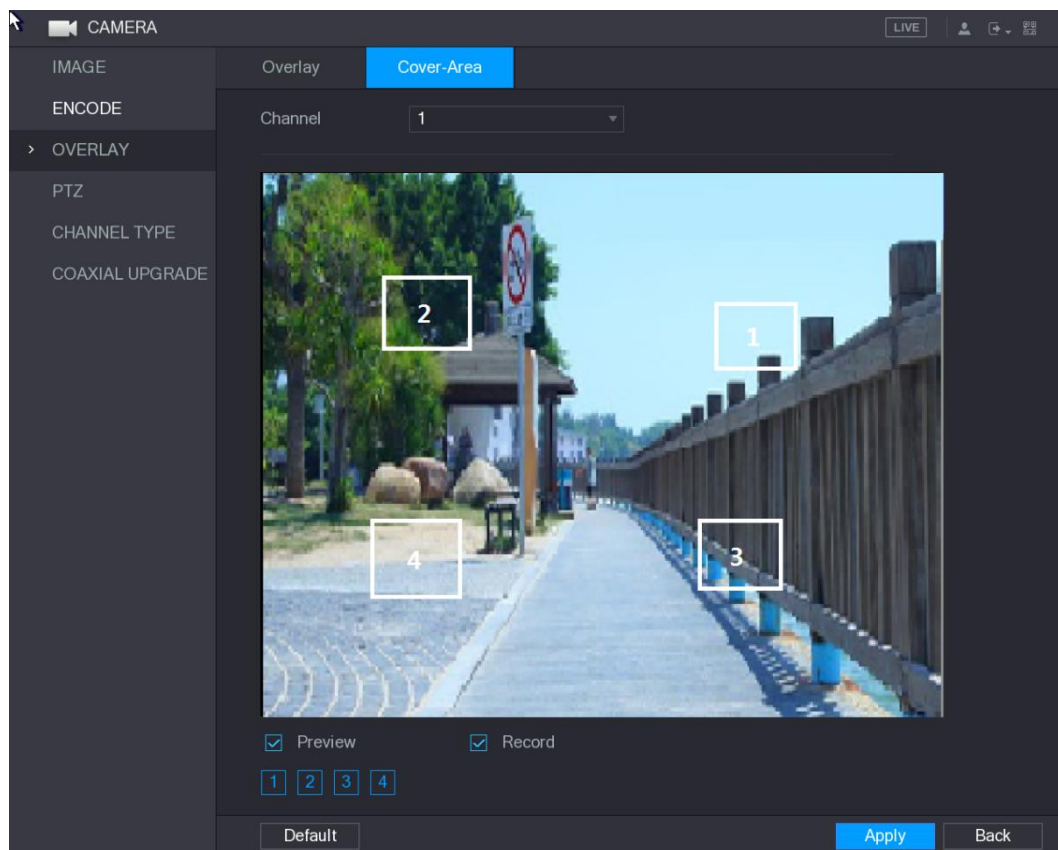 CAMERA
LIVE
IMAGE
ENCODE
OVERLAY
PTZ
CHANNEL TYPE
COAXIAL UPGRADE
Overlay Cover-Area
Channel 1
2
1
4
3
Preview Record
1 2 3 4
Default Apply Back